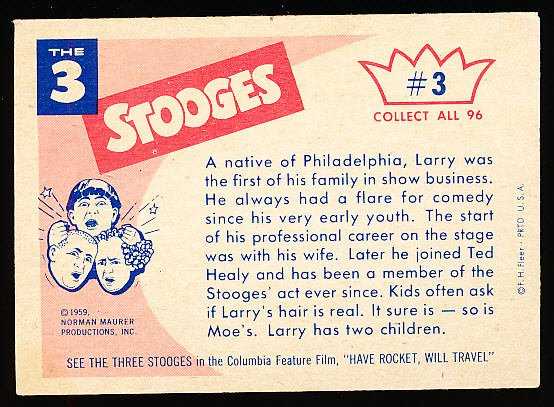 THE
3
STOOGES
#3
COLLECT ALL 96
A native of Philadelphia, Larry was
the first of his family in show business.
He always had a flare for comedy
since his very early youth. The start
of his professional career on the stage
was with his wife. Later he joined Ted
Healy and has been a member of the
Stooges' act ever since. Kids often ask
if Larry's hair is real. It sure is — so is
Moe's. Larry has two children.
© 1959,
NORMAN MAURER
PRODUCTIONS, INC.
© F. H. Fleer • PRTD U. S. A.
SEE THE THREE STOOGES in the Columbia Feature Film, "HAVE ROCKET, WILL TRAVEL"